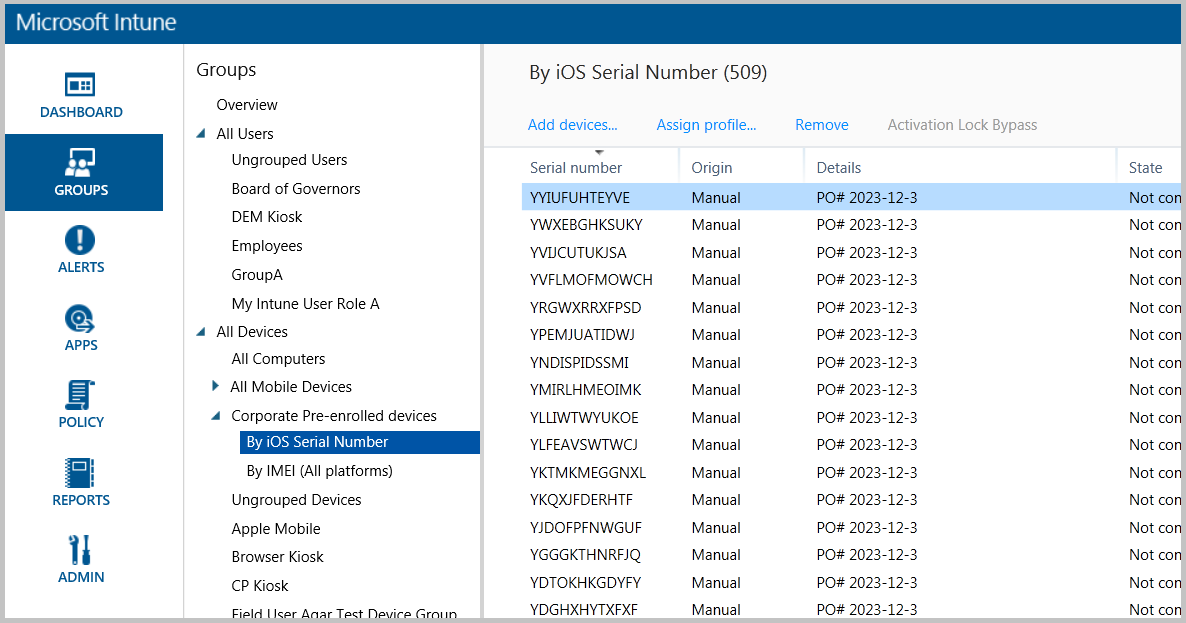 Microsoft Intune
DASHBOARD
GROUPS
ALERTS
APPS
POLICY
REPORTS
ADMIN
Groups
Overview
All Users
Ungrouped Users
Board of Governors
DEM Kiosk
Employees
GroupA
My Intune User Role A
All Devices
All Computers
All Mobile Devices
Corporate Pre-enrolled devices
By iOS Serial Number
By IMEI (All platforms)
Ungrouped Devices
Apple Mobile
Browser Kiosk
CP Kiosk
Field User Agar Test Device Group
By iOS Serial Number (509)
Add devices... Assign profile... Remove Activation Lock Bypass
Serial number Origin Details State
YYIUFUHTEYVE Manual PO# 2023-12-3 Not con
YWXEBGHKSUKY Manual PO# 2023-12-3 Not con
YVIJCUTUKJSA Manual PO# 2023-12-3 Not con
YVFLMOFMOWCH Manual PO# 2023-12-3 Not con
YRGWXRRXFPSD Manual PO# 2023-12-3 Not con
YPEMJUATIDWJ Manual PO# 2023-12-3 Not con
YNDISPIDSSMI Manual PO# 2023-12-3 Not con
YMIRLHMEOIMK Manual PO# 2023-12-3 Not con
YLLIWTWYUKOE Manual PO# 2023-12-3 Not con
YLFEAVSWTWCJ Manual PO# 2023-12-3 Not con
YKTMKMEGGNXL Manual PO# 2023-12-3 Not con
YKQXJFDERHTF Manual PO# 2023-12-3 Not con
YJDOFPFNWGUF Manual PO# 2023-12-3 Not con
YGGGKTHNRFJQ Manual PO# 2023-12-3 Not con
YDTOKHKGDYFY Manual PO# 2023-12-3 Not con
YDGHXHYTXFXF Manual PO# 2023-12-3 Not con